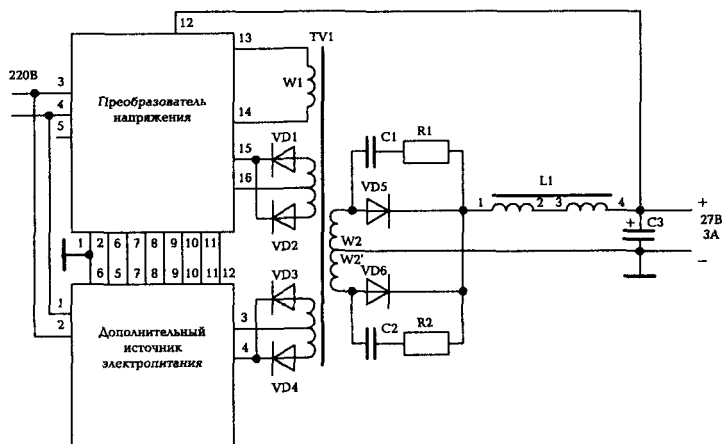 12
13
TV1
220В
3
4
5
Преобразователь
напряжения
W1
14
VD1
15
16
VD2
C1
R1
VD5
L1
1
2
3
4
+
C3
+
27В
3А
−
W2
W2'
VD6
C2
R2
1
2
6
7
8
9
10
11
6
5
7
8
9
10
11
12
VD3
1
2
3
4
Дополнительный
источник
электропитания
VD4